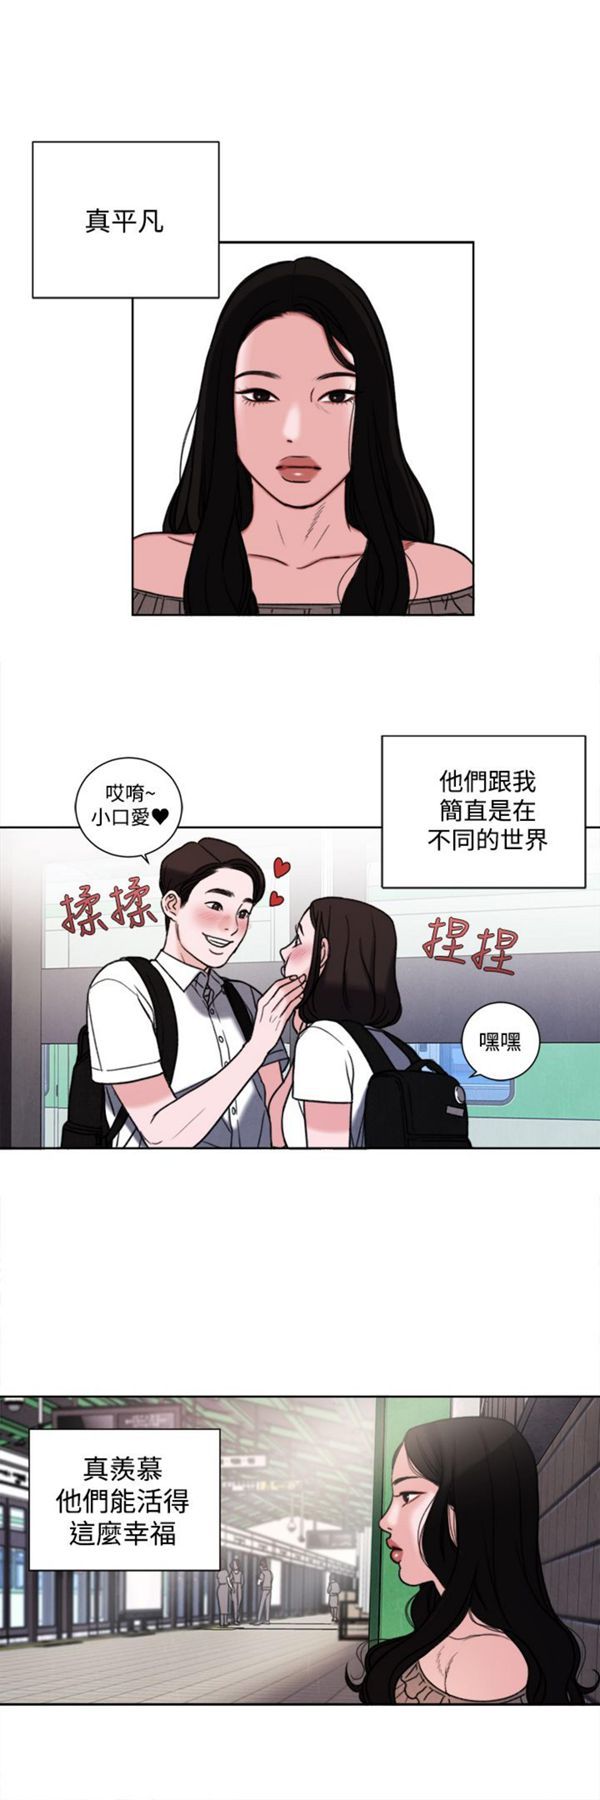 真平凡
他們跟我
簡直是在
不同的世界
哎唷~
小口愛♥
揉揉
捏捏
嘿嘿
真羨慕
他們能活得
這麼幸福